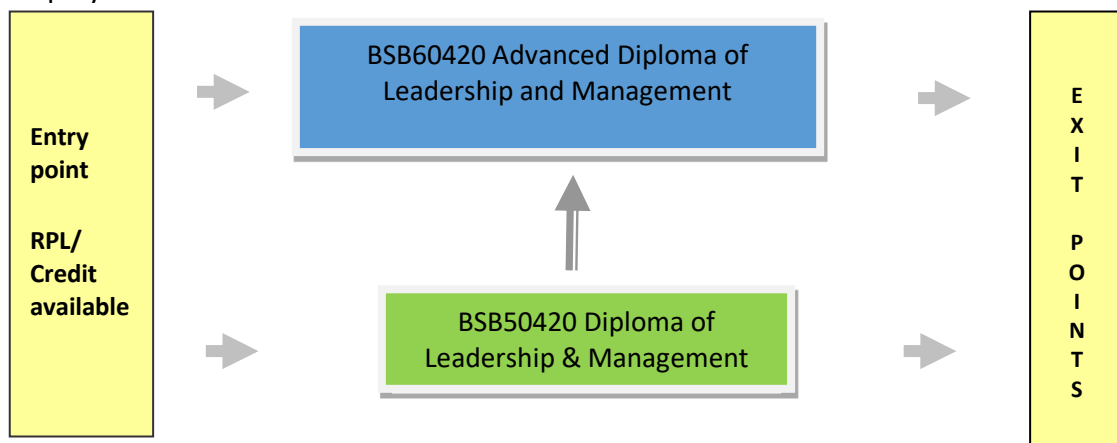 BSB60420 Advanced Diploma of
Leadership and Management
Entry
point
RPL/
Credit
available
BSB50420 Diploma of
Leadership & Management
E
X
I
T
P
O
I
N
T
S